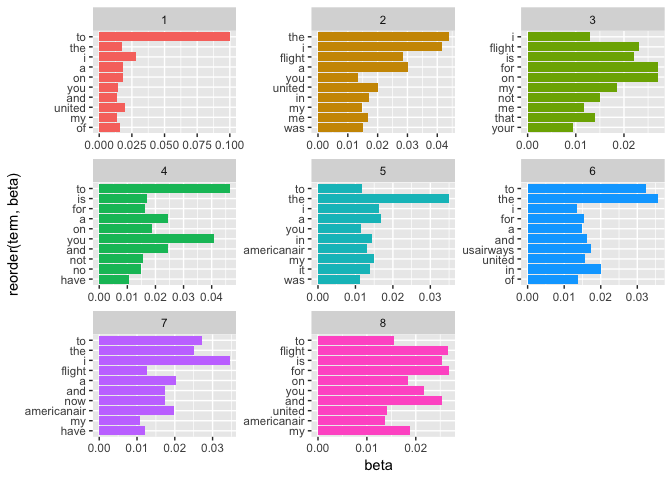 1
to
the
i
a
on
you
and
united
my
of
0.000 0.025 0.050 0.075 0.100
2
the
i
flight
a
you
united
in
my
me
was
0.00 0.01 0.02 0.03 0.04
3
i
flight
is
for
on
my
not
me
that
your
0.00 0.01 0.02
4
to
is
for
a
on
you
and
not
no
have
0.00 0.01 0.02 0.03 0.04
5
to
the
i
a
you
in
americanair
my
it
was
0.00 0.01 0.02 0.03
6
to
the
i
for
a
and
usairways
united
in
of
0.00 0.01 0.02 0.03
7
to
the
i
flight
a
and
now
americanair
my
have
0.00 0.01 0.02 0.03
8
to
flight
is
for
on
you
and
united
americanair
my
0.00 0.01 0.02
reorder(term, beta)
beta